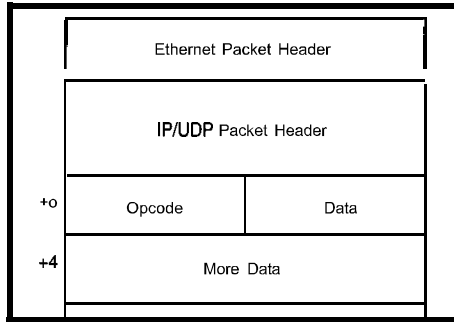 Ethernet Packet Header
IP/UDP Packet Header
+o Opcode Data
+4 More Data